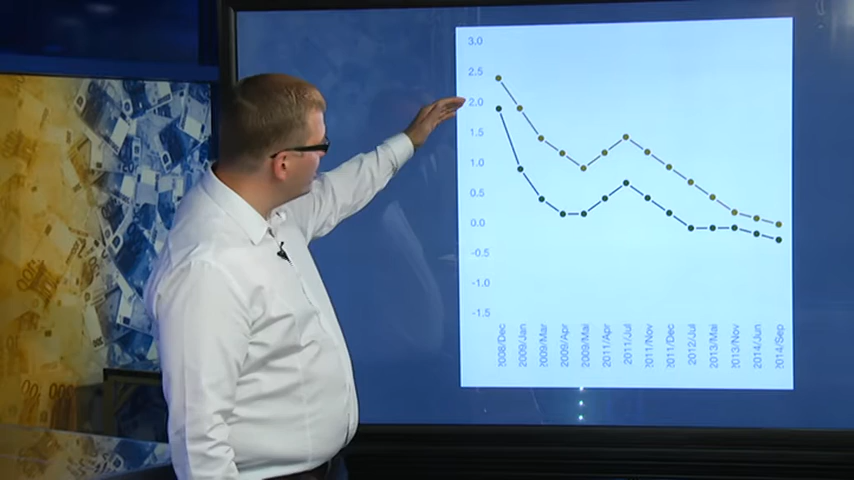 3.0
2.5
2.0
1.5
1.0
0.5
0.0
-0.5
-1.0
-1.5
2008/Dec
2009/Jan
2009/Mar
2009/Apr
2009/Mai
2011/Apr
2011/Jul
2011/Nov
2011/Dec
2012/Jul
2013/Mai
2013/Nov
2014/Jun
2014/Sep